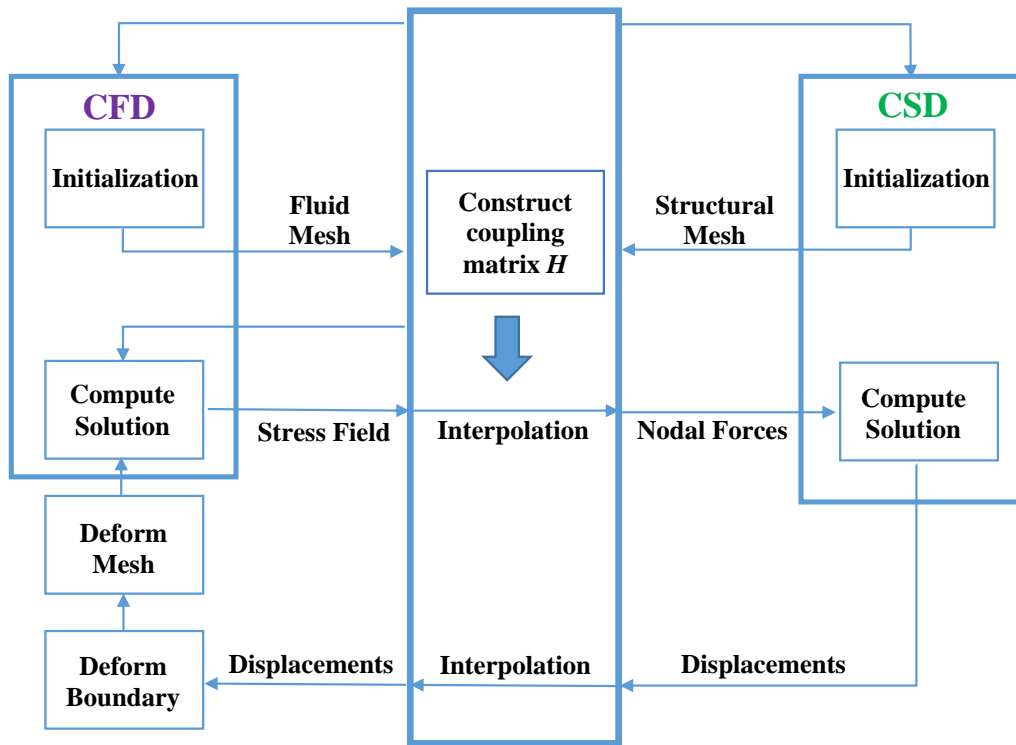 CFD
CSD
Initialization
Initialization
Fluid
Mesh
Construct
coupling
matrix H
Structural
Mesh
Compute
Solution
Stress Field
Interpolation
Nodal Forces
Compute
Solution
Deform
Mesh
Deform
Boundary
Displacements
Interpolation
Displacements